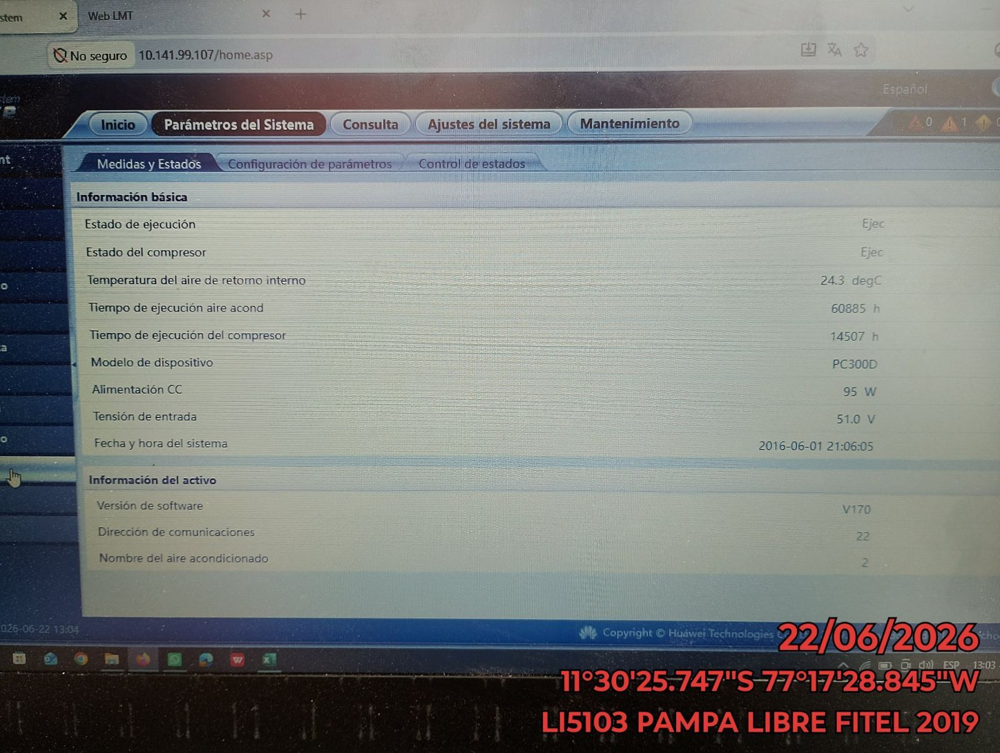 stem
Web LMT
No seguro 10.141.99.107/home.asp
Español
Inicio Parámetros del Sistema Consulta Ajustes del sistema Mantenimiento 0 1 0
Medidas y Estados Configuración de parámetros Control de estados
Información básica
Estado de ejecución Ejec
Estado del compresor Ejec
Temperatura del aire de retorno interno 24.3 degC
Tiempo de ejecución aire acond 60885 h
Tiempo de ejecución del compresor 14507 h
Modelo de dispositivo PC300D
Alimentación CC 95 W
Tensión de entrada 51.0 V
Fecha y hora del sistema 2016-06-01 21:06:05
Información del activo
Versión de software V170
Dirección de comunicaciones 22
Nombre del aire acondicionado 2
026-06-22 13:04
Copyright © Huawei Technologies
ESP 13:03
22/06/2026
11°30'25.747"S 77°17'28.845"W
LI5103 PAMPA LIBRE FITEL 2019